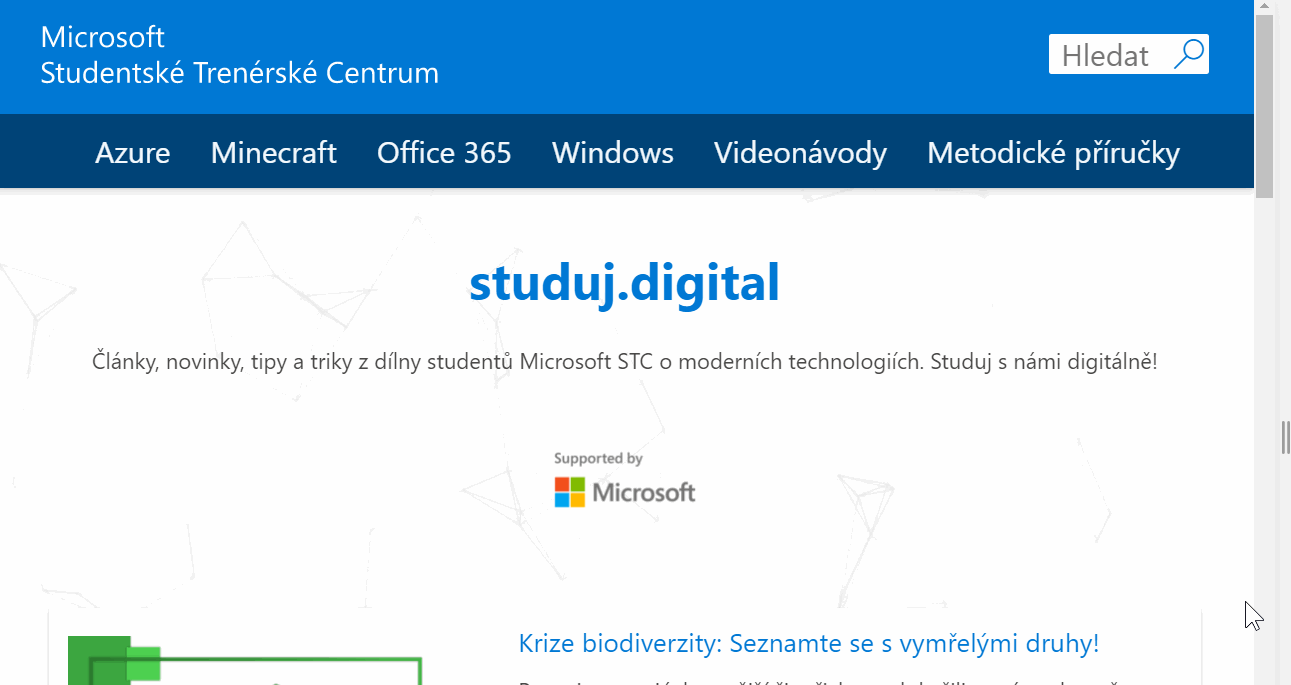 Microsoft
Studentské Trenérské Centrum
Hledat
Azure Minecraft Office 365 Windows Videonávody Metodické příručky
studuj.digital
Články, novinky, tipy a triky z dílny studentů Microsoft STC o moderních technologiích. Studuj s námi digitálně!
Supported by
Microsoft
Krize biodiverzity: Seznamte se s vymřelými druhy!